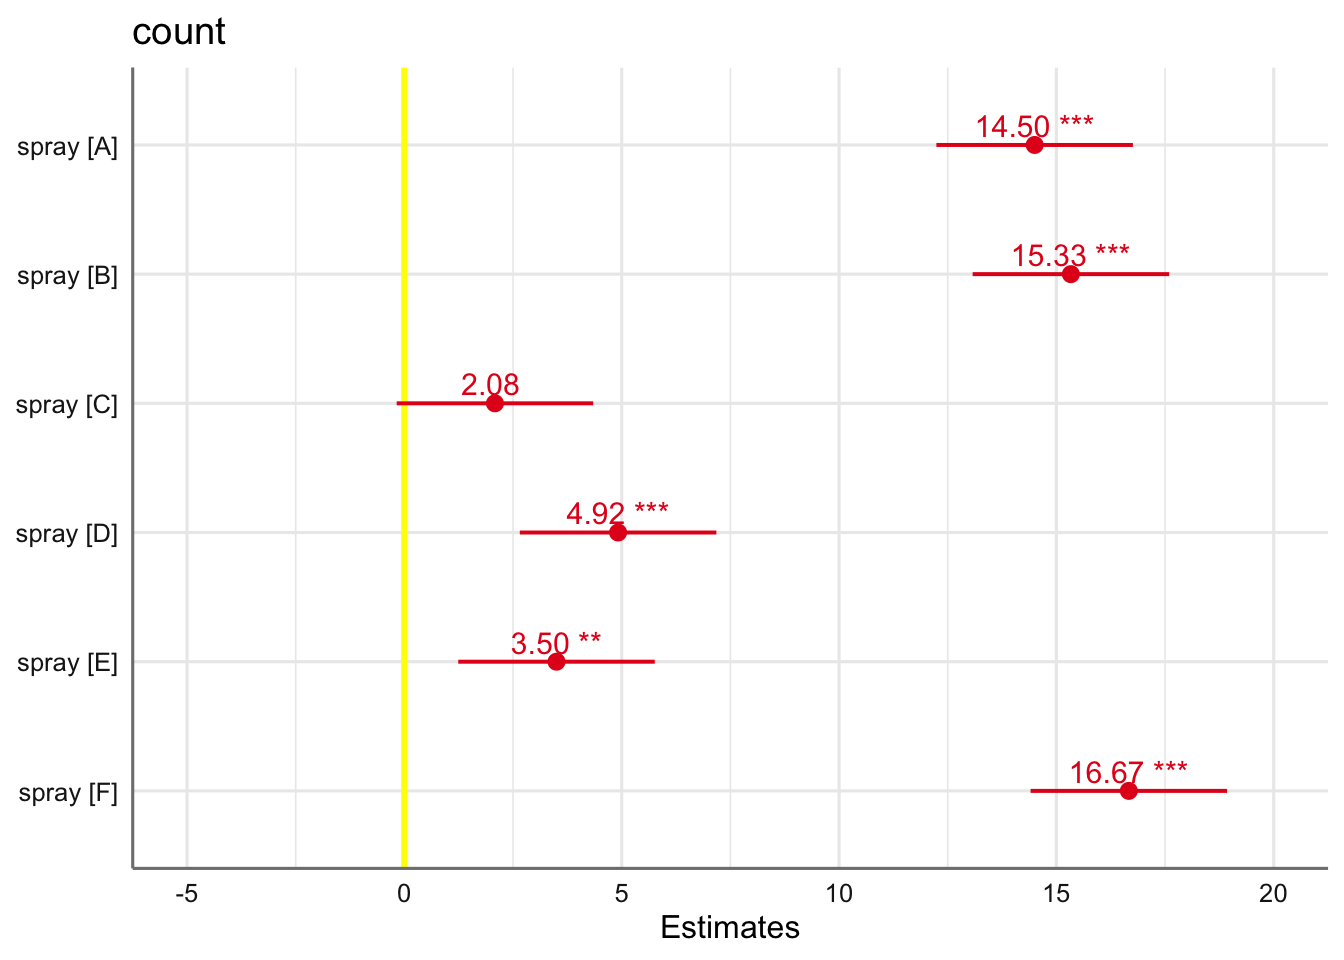 count
spray [A]
14.50 ***
spray [B]
15.33 ***
spray [C]
2.08
spray [D]
4.92 ***
spray [E]
3.50 **
spray [F]
16.67 ***
-5 0 5 10 15 20
Estimates